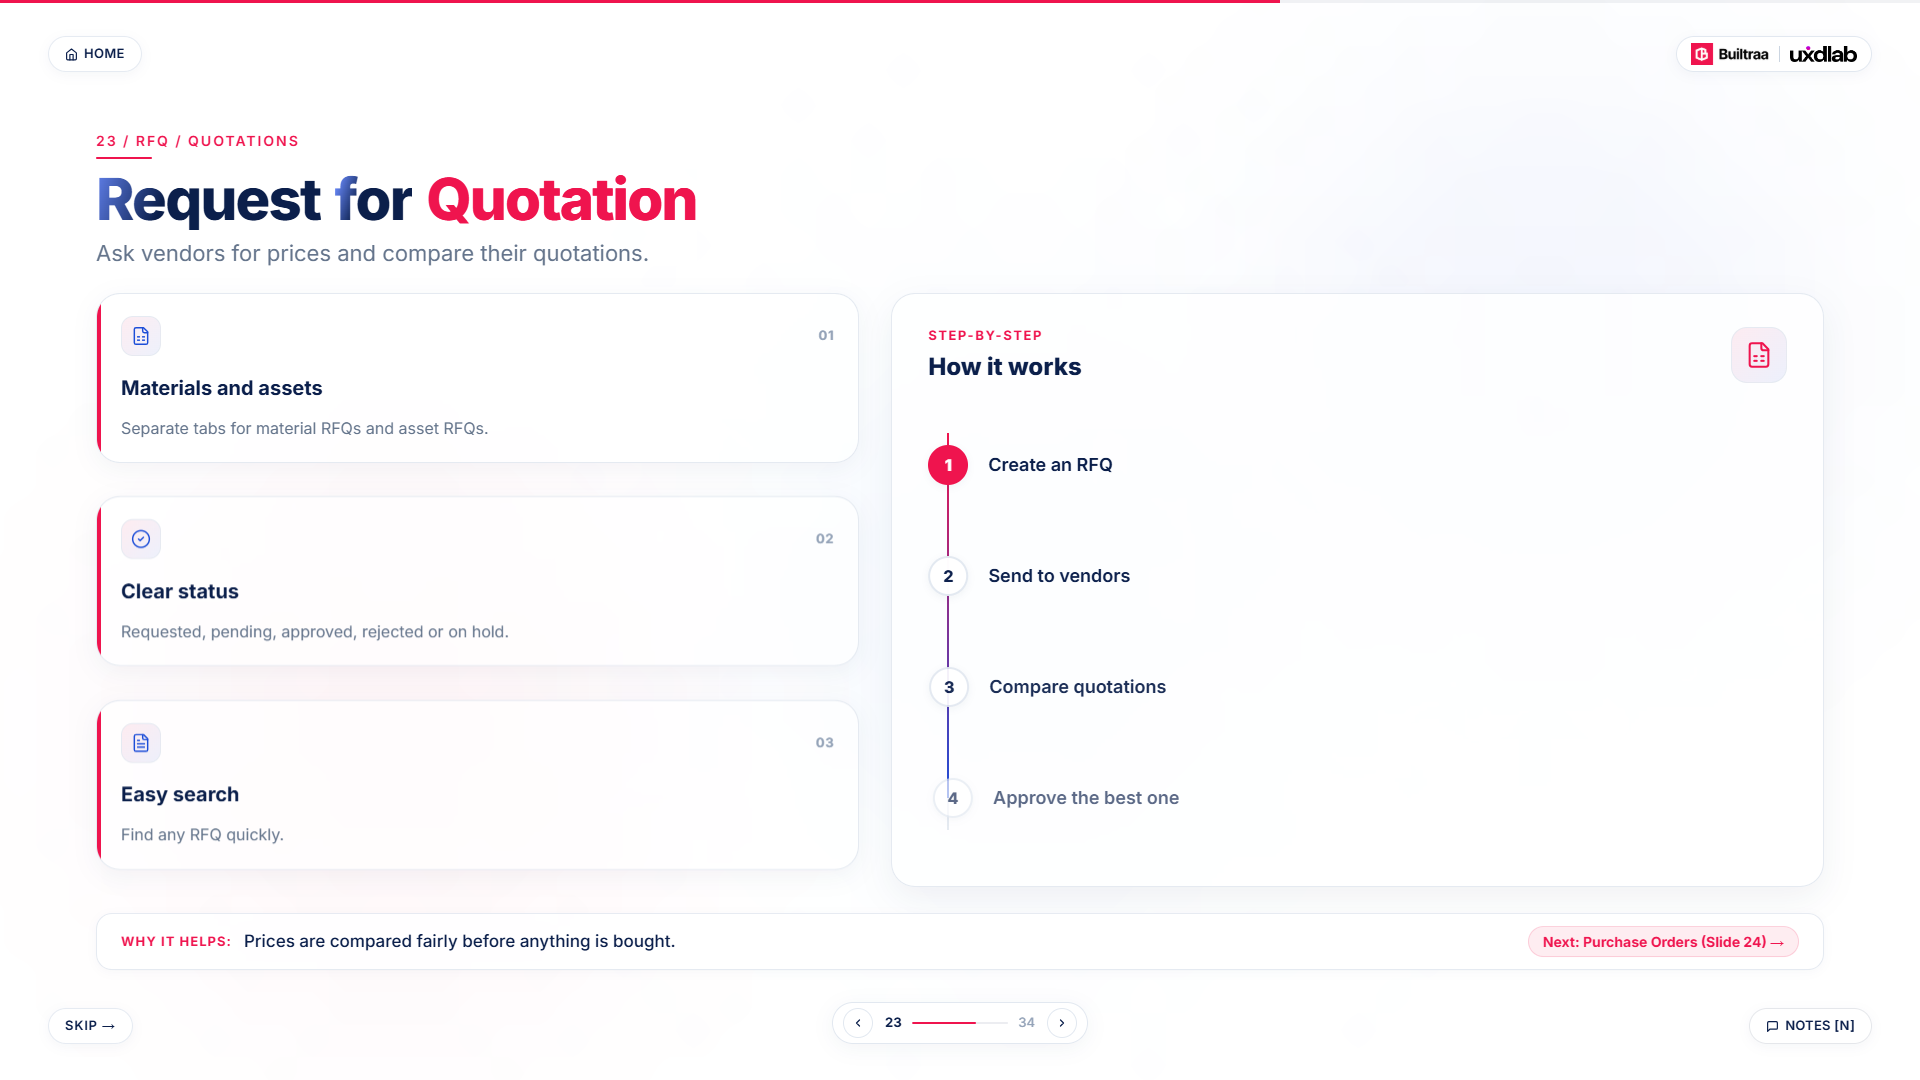 HOME
Builtraa
uxdlab
23 / RFQ / QUOTATIONS
Request for Quotation
Ask vendors for prices and compare their quotations.
01
Materials and assets
Separate tabs for material RFQs and asset RFQs.
02
Clear status
Requested, pending, approved, rejected or on hold.
03
Easy search
Find any RFQ quickly.
STEP-BY-STEP
How it works
1 Create an RFQ
2 Send to vendors
3 Compare quotations
4 Approve the best one
WHY IT HELPS: Prices are compared fairly before anything is bought.
Next: Purchase Orders (Slide 24) →
SKIP →
‹ 23 34 ›
NOTES [N]